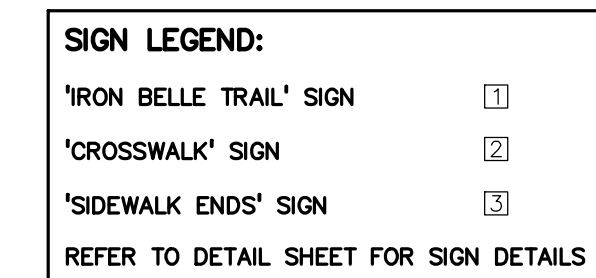 SIGN LEGEND:
'IRON BELLE TRAIL' SIGN 1
'CROSSWALK' SIGN 2
'SIDEWALK ENDS' SIGN 3
REFER TO DETAIL SHEET FOR SIGN DETAILS